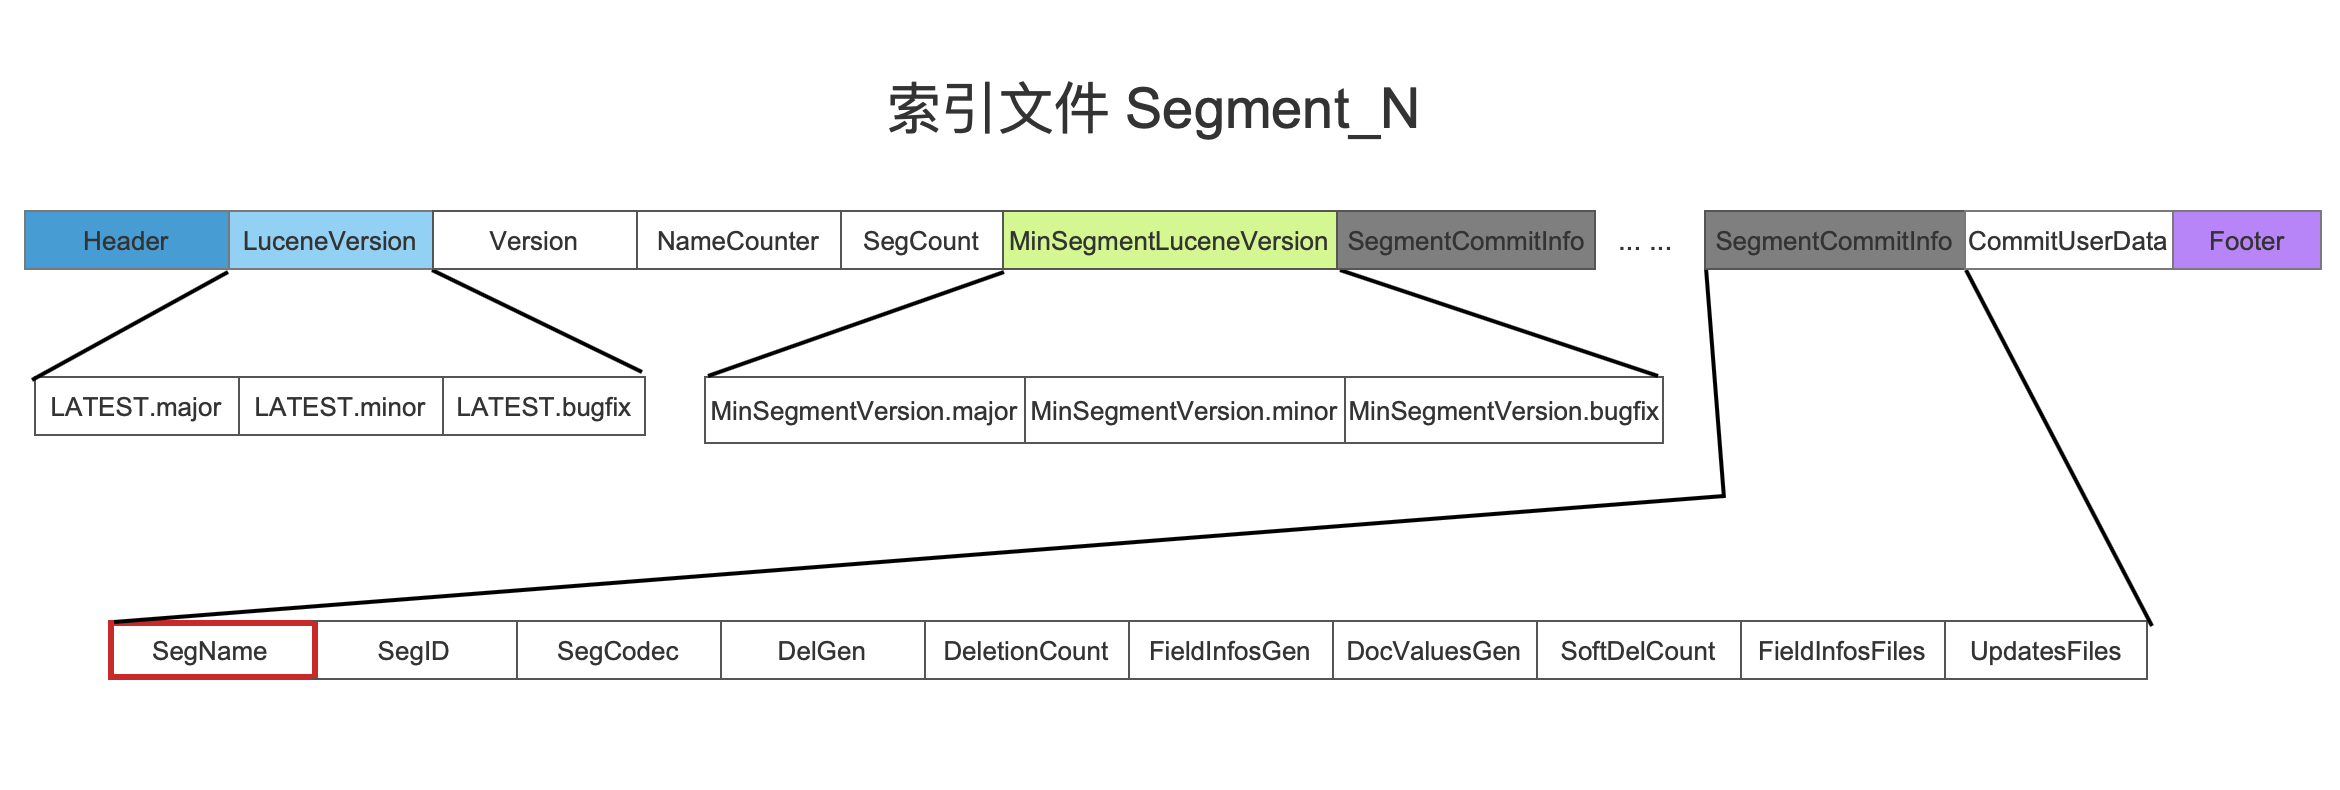 索引文件 Segment_N
Header LuceneVersion Version NameCounter SegCount MinSegmentLuceneVersion SegmentCommitInfo ... ... SegmentCommitInfo CommitUserData Footer
LATEST.major LATEST.minor LATEST.bugfix MinSegmentVersion.major MinSegmentVersion.minor MinSegmentVersion.bugfix
SegName SegID SegCodec DelGen DeletionCount FieldInfosGen DocValuesGen SoftDelCount FieldInfosFiles UpdatesFiles